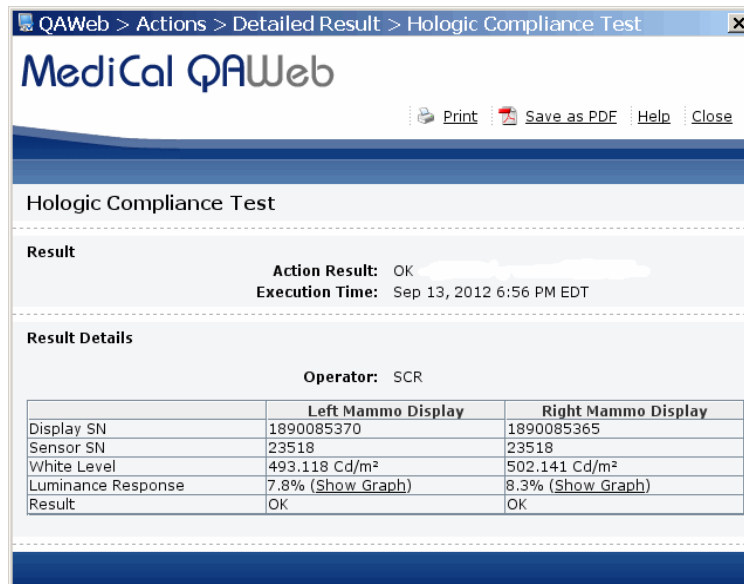 QAWeb > Actions > Detailed Result > Hologic Compliance Test
MediCal QAWeb
Print Save as PDF Help Close
Hologic Compliance Test
Result
Action Result: OK
Execution Time: Sep 13, 2012 6:56 PM EDT
Result Details
Operator: SCR
Left Mammo Display Right Mammo Display
Display SN 1890085370 1890085365
Sensor SN 23518 23518
White Level 493.118 Cd/m² 502.141 Cd/m²
Luminance Response 7.8% (Show Graph) 8.3% (Show Graph)
Result OK OK